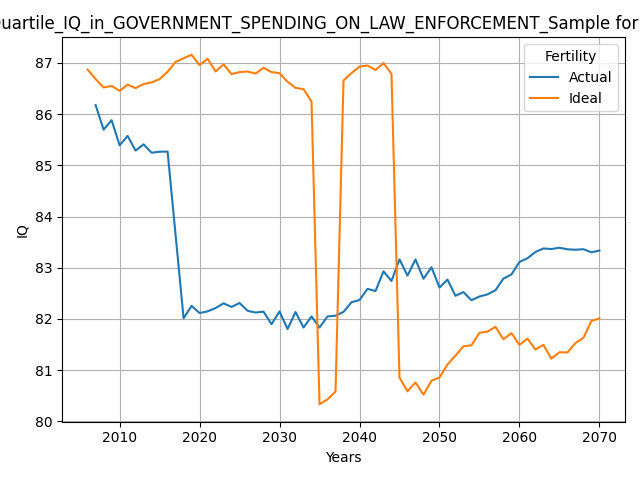 uartile_IQ_in_GOVERNMENT_SPENDING_ON_LAW_ENFORCEMENT_Sample for
Fertility
Actual
Ideal
87
86
85
84
83
82
81
80
IQ
2010
2020
2030
2040
2050
2060
2070
Years